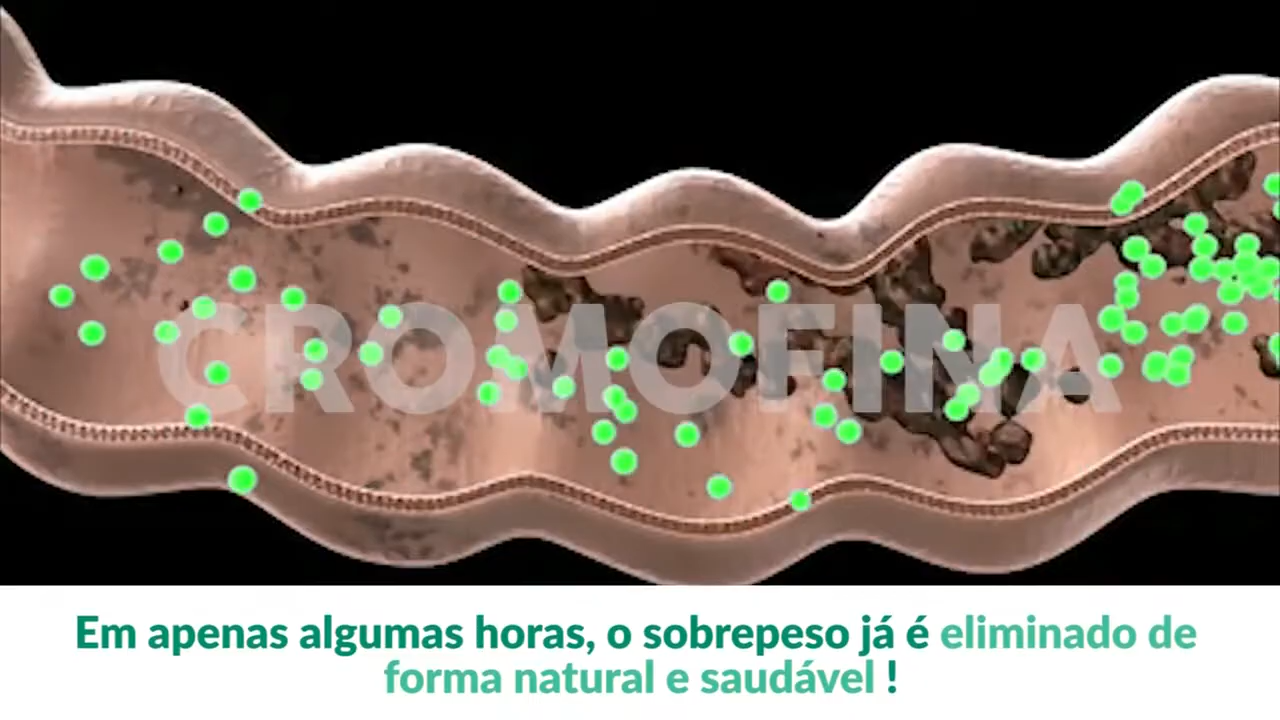 CROMOFINA
Em apenas algumas horas, o sobrepeso já é eliminado de
forma natural e saudável !